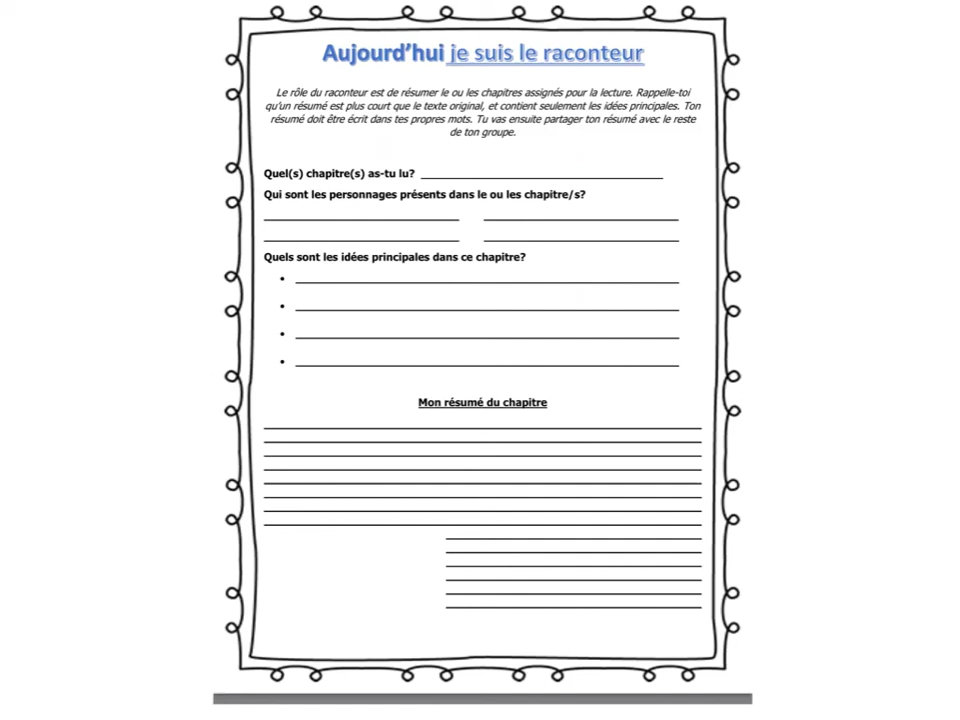 Aujourd'hui je suis le raconteur
Le rôle du raconteur est de résumer le ou les chapitres assignés pour la lecture. Rappelle-toi
qu'un résumé est plus court que le texte original, et contient seulement les idées principales. Ton
résumé doit être écrit dans tes propres mots. Tu vas ensuite partager ton résumé avec le reste
de ton groupe.
Quel(s) chapitre(s) as-tu lu?
Qui sont les personnages présents dans le ou les chapitre/s?
Quels sont les idées principales dans ce chapitre?
Mon résumé du chapitre